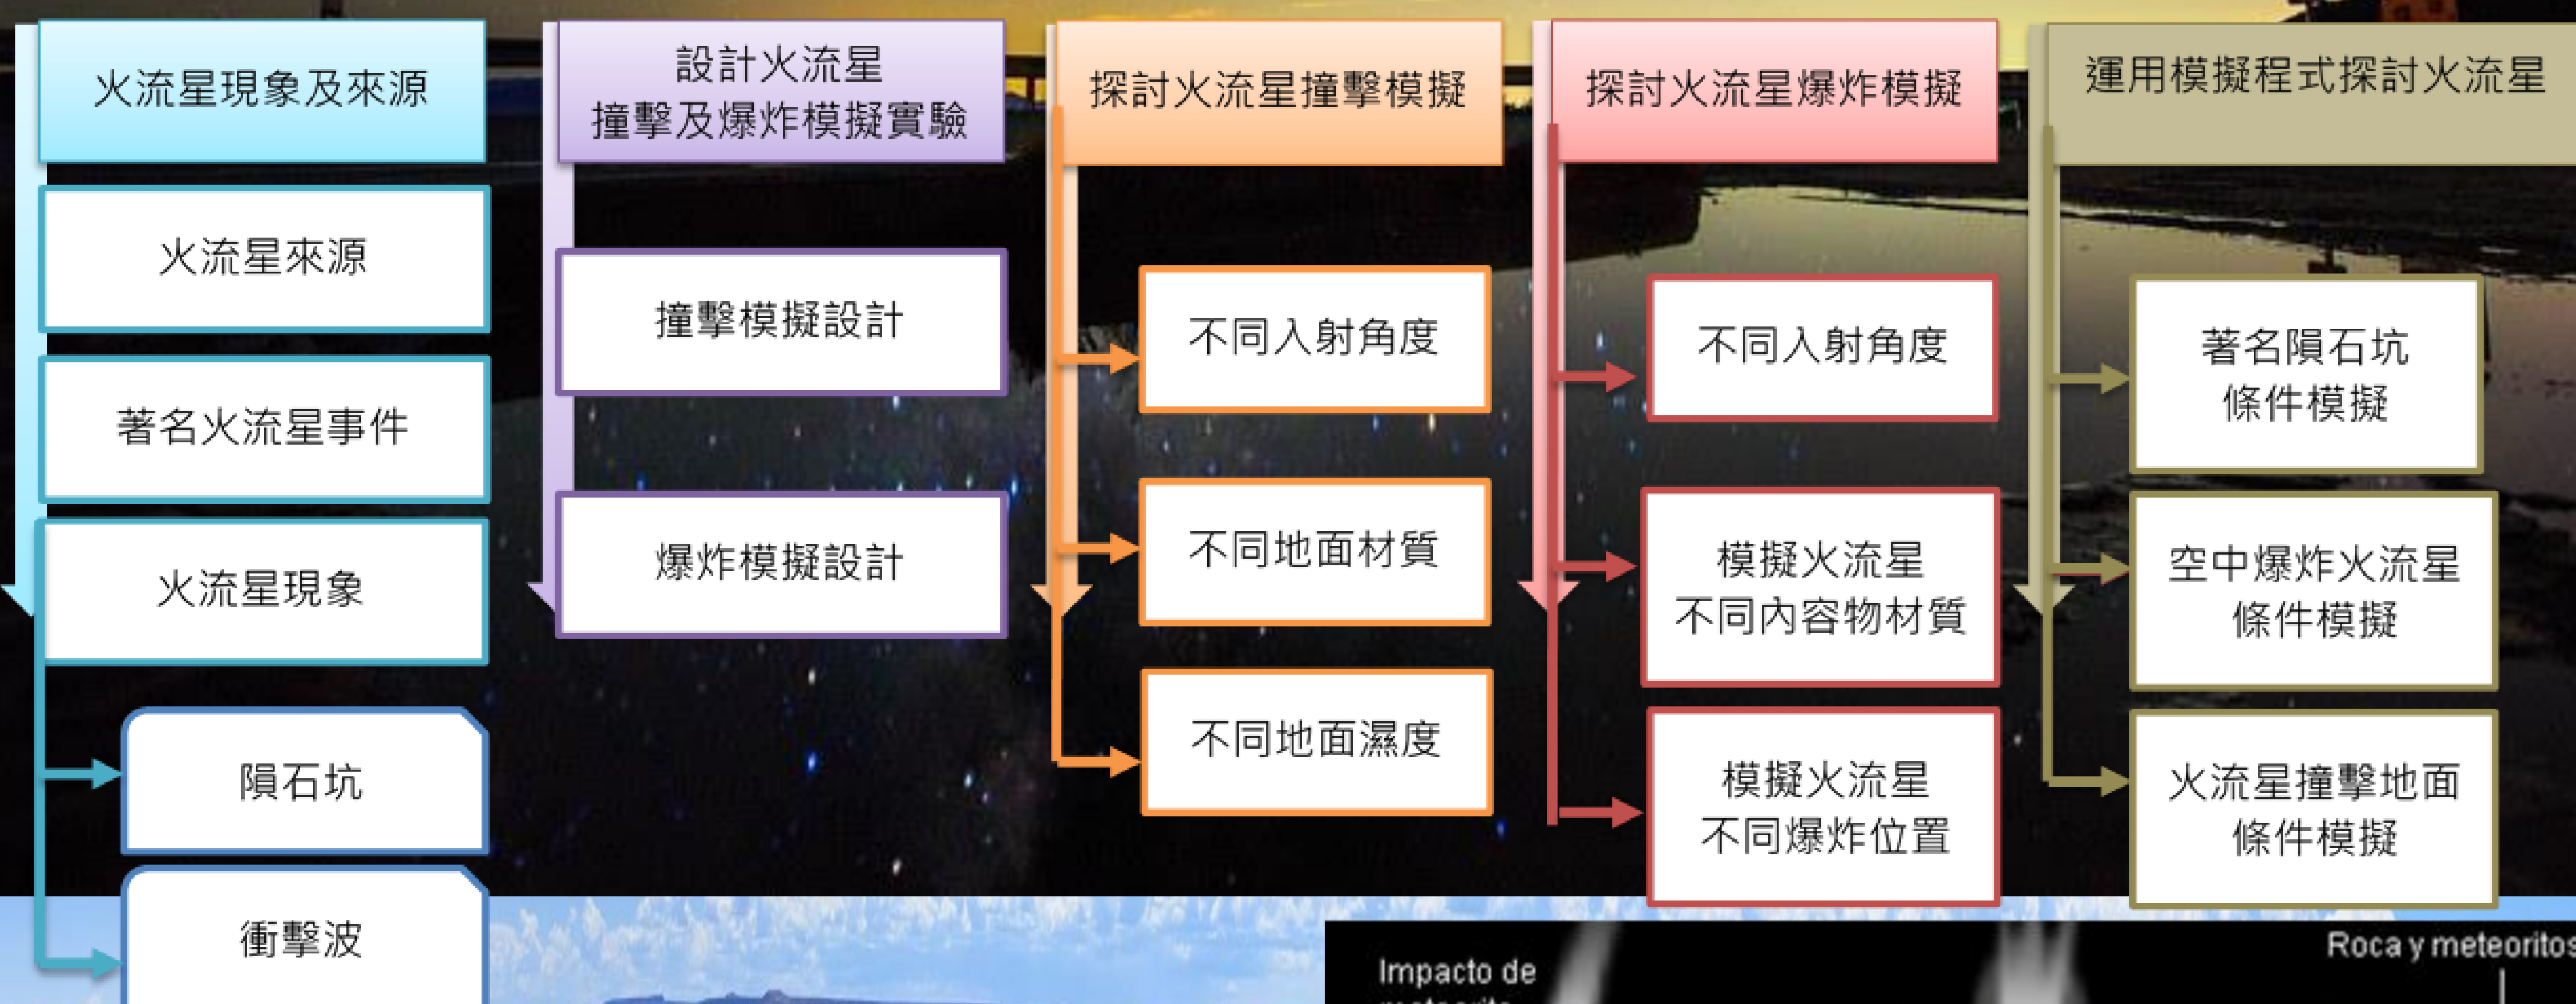 火流星現象及來源
火流星來源
著名火流星事件
火流星現象
隕石坑
衝擊波
設計火流星
撞擊及爆炸模擬實驗
撞擊模擬設計
爆炸模擬設計
探討火流星撞擊模擬
不同入射角度
不同地面材質
不同地面濕度
探討火流星爆炸模擬
不同入射角度
模擬火流星
不同內容物材質
模擬火流星
不同爆炸位置
運用模擬程式探討火流星
著名隕石坑
條件模擬
空中爆炸火流星
條件模擬
火流星撞擊地面
條件模擬
Impacto de
Roca y meteoritos